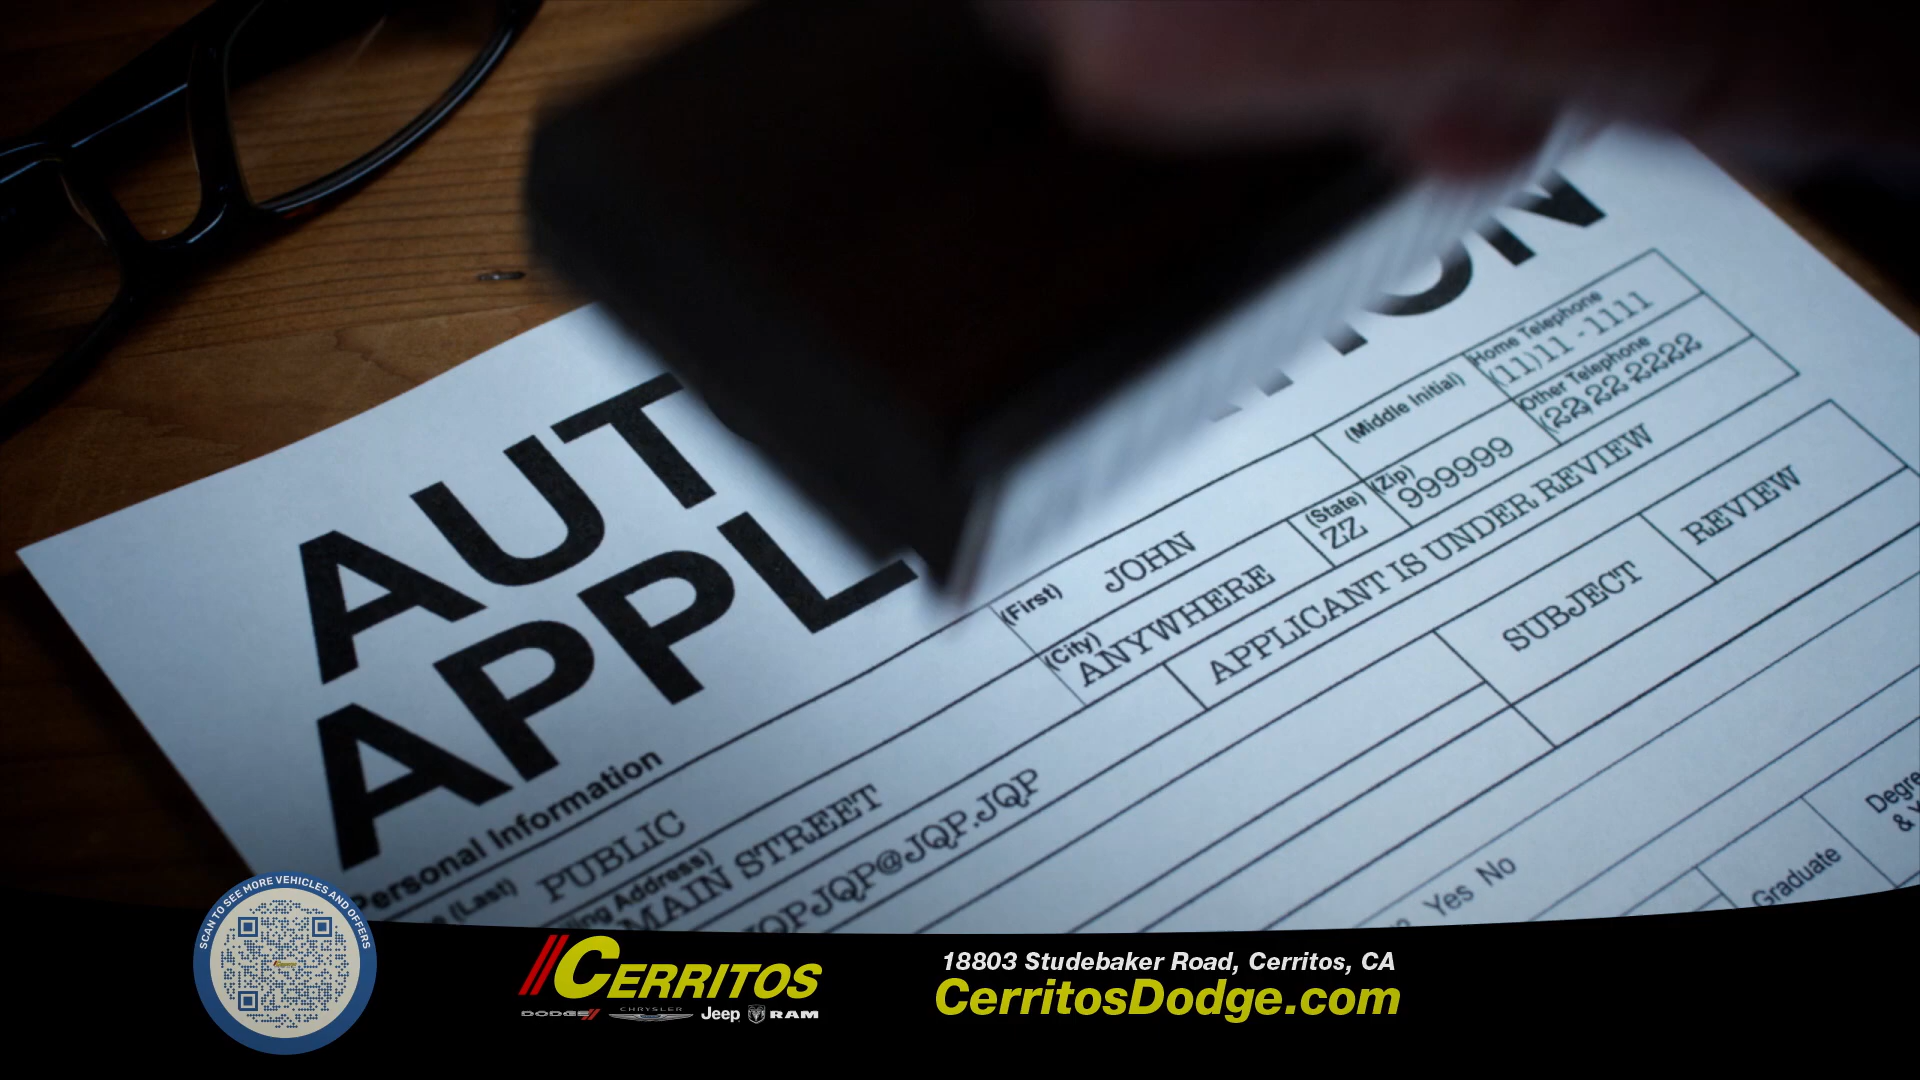 AUT
APPL
ION
Personal Information
(Last) PUBLIC
(First) JOHN
(Middle Initial)
Home Telephone
(11)11 -1111
MAIN STREET
(City) ANYWHERE
(State) ZZ
(Zip) 999999
Other Telephone
(22)22-2222
JQPJQP@JQP.JQP
APPLICANT IS UNDER REVIEW
SUBJECT
REVIEW
Yes No
Graduate
SCAN TO SEE MORE VEHICLES AND OFFERS
CERRITOS
DODGE CHRYSLER Jeep RAM
18803 Studebaker Road, Cerritos, CA
CerritosDodge.com